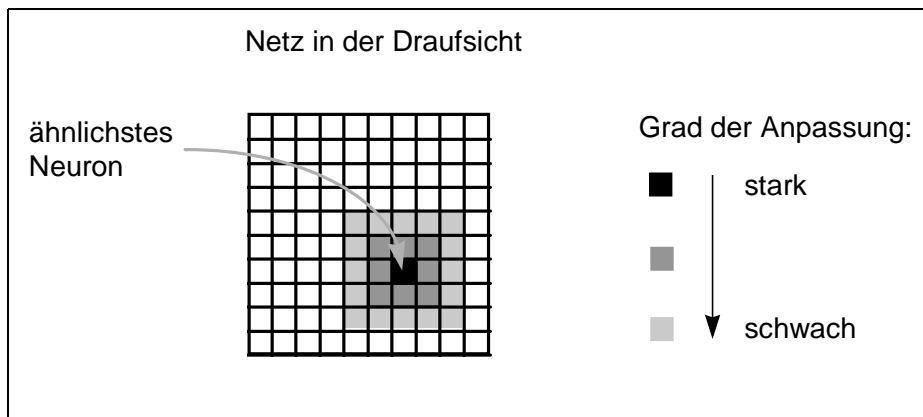 Netz in der Draufsicht
ähnlichstes
Neuron
Grad der Anpassung:
stark
schwach